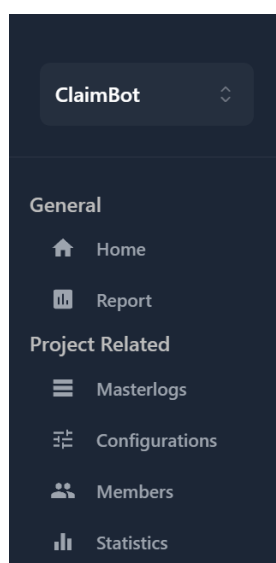 ClaimBot
General
Home
Report
Project Related
Masterlogs
Configurations
Members
Statistics